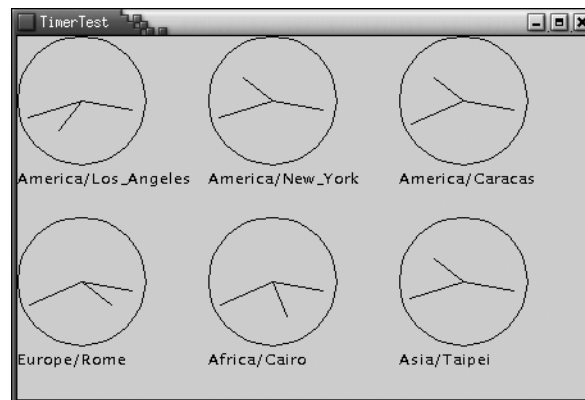 TimerTest
America/Los_Angeles
America/New_York
America/Caracas
Europe/Rome
Africa/Cairo
Asia/Taipei